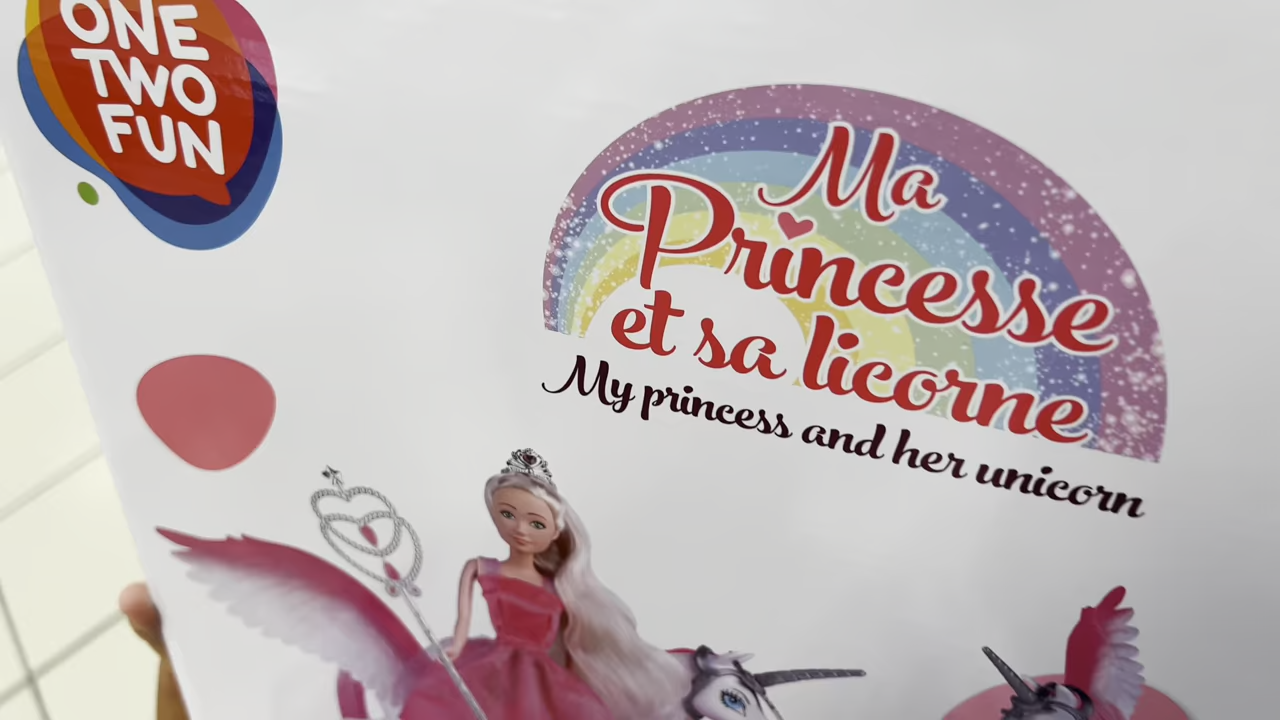 ONE
TWO
FUN
Ma
Princesse
et sa licorne
My princess and her unicorn